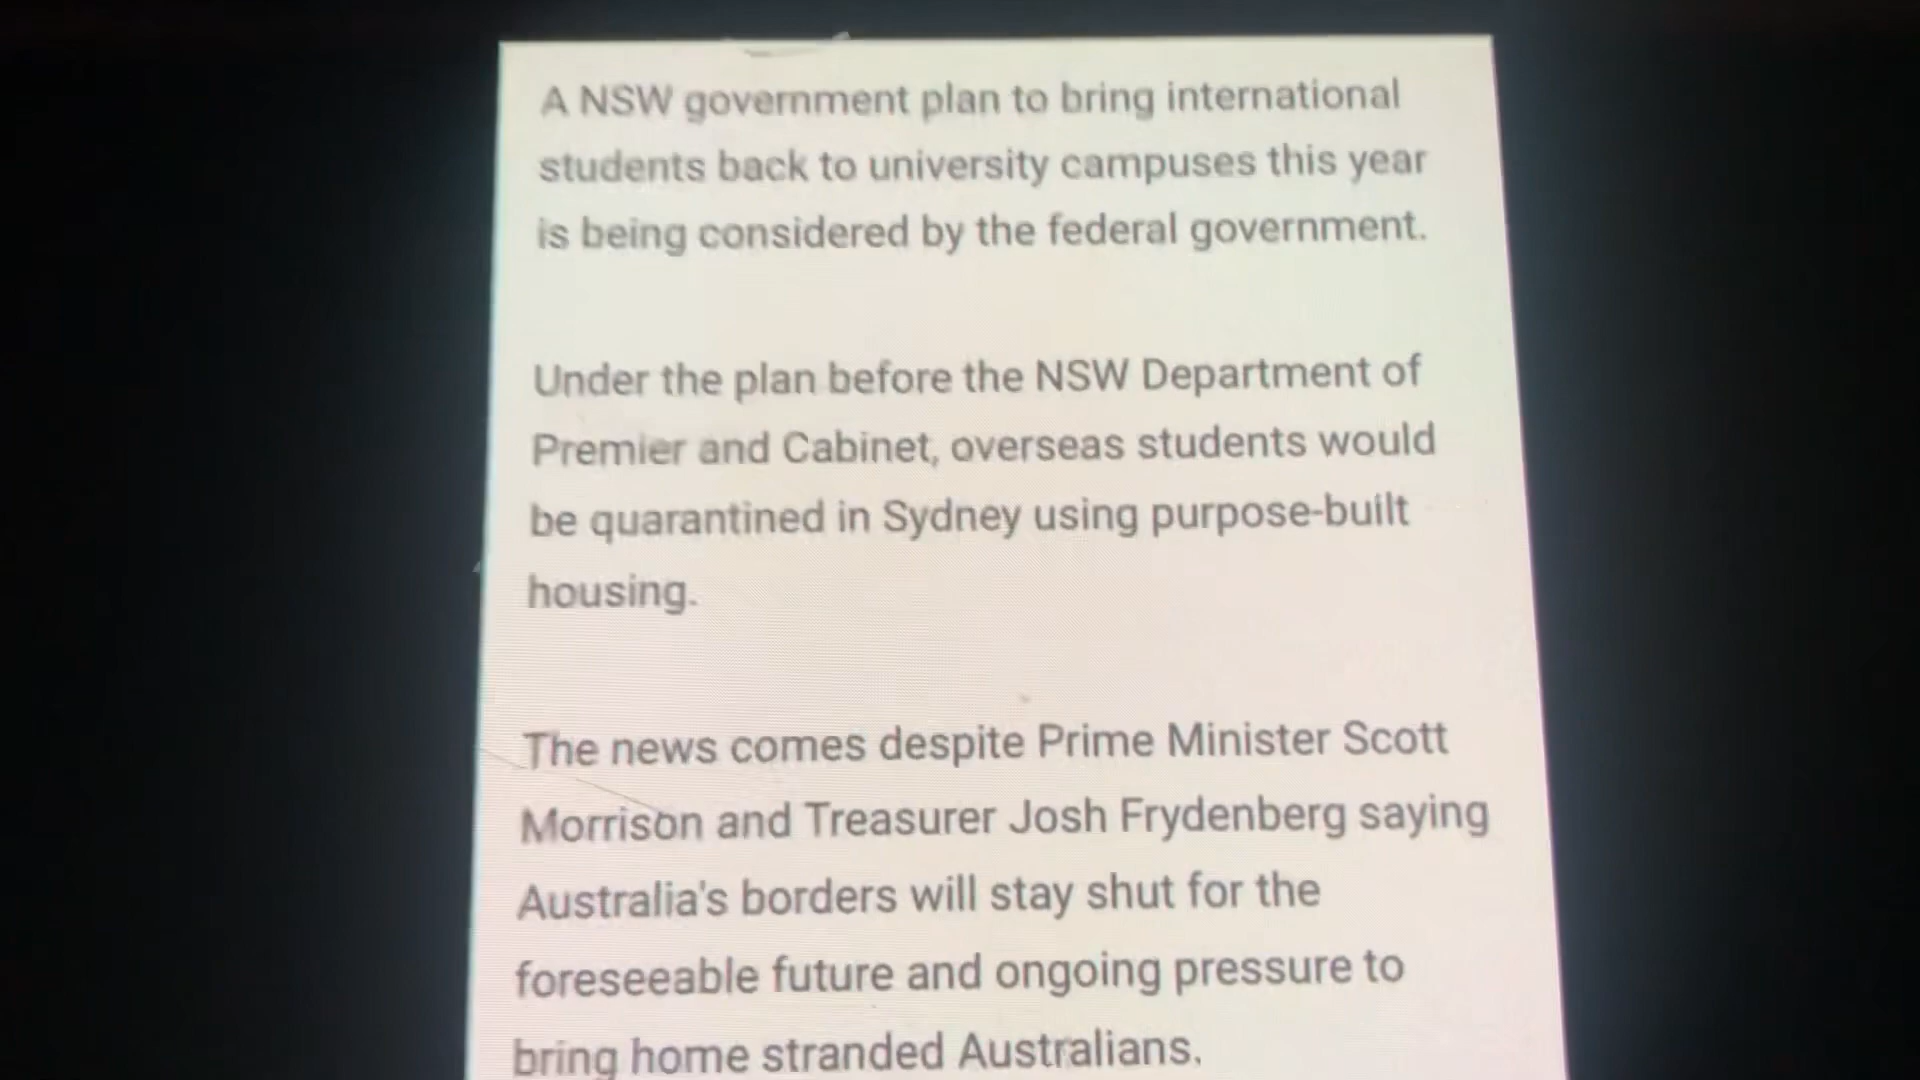 A NSW government plan to bring international
students back to university campuses this year
is being considered by the federal government.
Under the plan before the NSW Department of
Premier and Cabinet, overseas students would
be quarantined in Sydney using purpose-built
housing.
The news comes despite Prime Minister Scott
Morrison and Treasurer Josh Frydenberg saying
Australia's borders will stay shut for the
foreseeable future and ongoing pressure to
bring home stranded Australians.